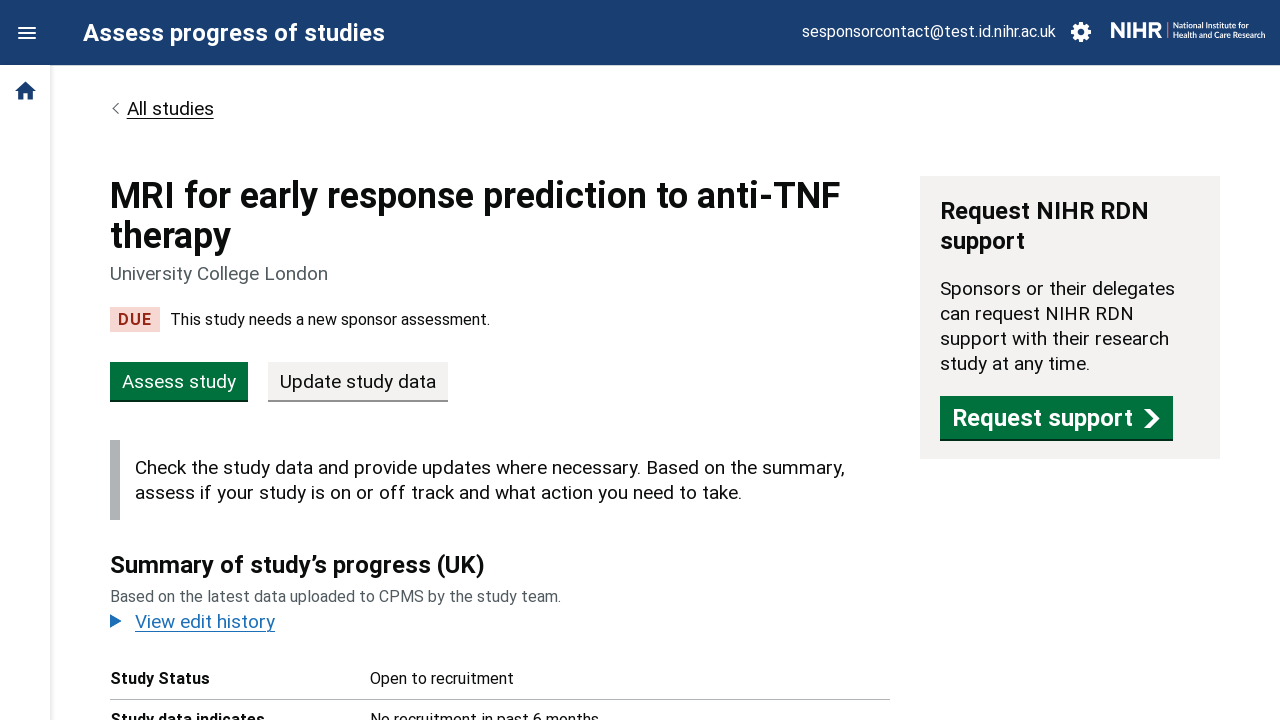 Assess progress of studies
sesponsorcontact@test.id.nihr.ac.uk
NIHR | National Institute for
Health and Care Research
All studies
MRI for early response prediction to anti-TNF
therapy
University College London
DUE This study needs a new sponsor assessment.
Assess study Update study data
Check the study data and provide updates where necessary. Based on the summary,
assess if your study is on or off track and what action you need to take.
Summary of study’s progress (UK)
Based on the latest data uploaded to CPMS by the study team.
View edit history
Study Status Open to recruitment
Study data indicates No recruitment in past 6 months
Request NIHR RDN
support
Sponsors or their delegates
can request NIHR RDN
support with their research
study at any time.
Request support